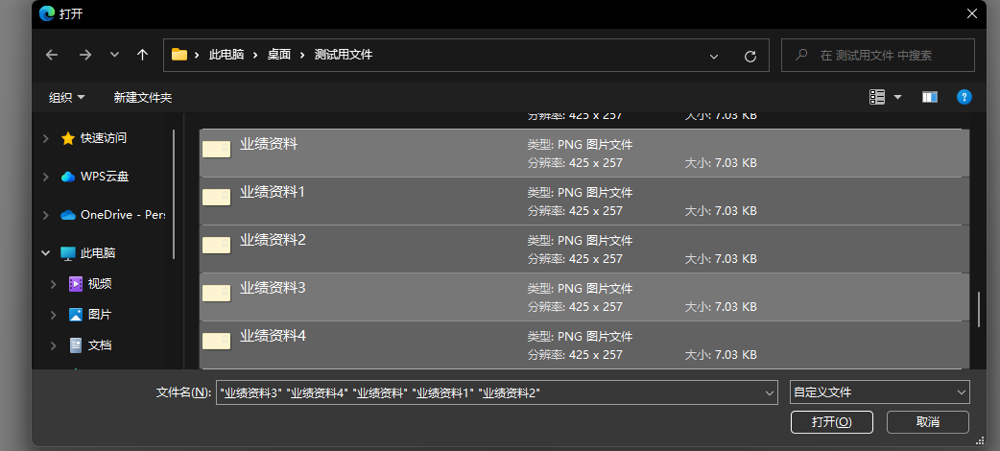 打开
此电脑 桌面 测试用文件
在 测试用文件 中搜索
组织
新建文件夹
分辨率: 425 x 257 大小: 7.03 KB
快速访问
WPS云盘
OneDrive - Pers
此电脑
视频
图片
文档
业绩资料 类型: PNG 图片文件
分辨率: 425 x 257 大小: 7.03 KB
业绩资料1 类型: PNG 图片文件
分辨率: 425 x 257 大小: 7.03 KB
业绩资料2 类型: PNG 图片文件
分辨率: 425 x 257 大小: 7.03 KB
业绩资料3 类型: PNG 图片文件
分辨率: 425 x 257 大小: 7.03 KB
业绩资料4 类型: PNG 图片文件
分辨率: 425 x 257 大小: 7.03 KB
文件名(N): "业绩资料3" "业绩资料4" "业绩资料" "业绩资料1" "业绩资料2"
自定义文件
打开(O) 取消